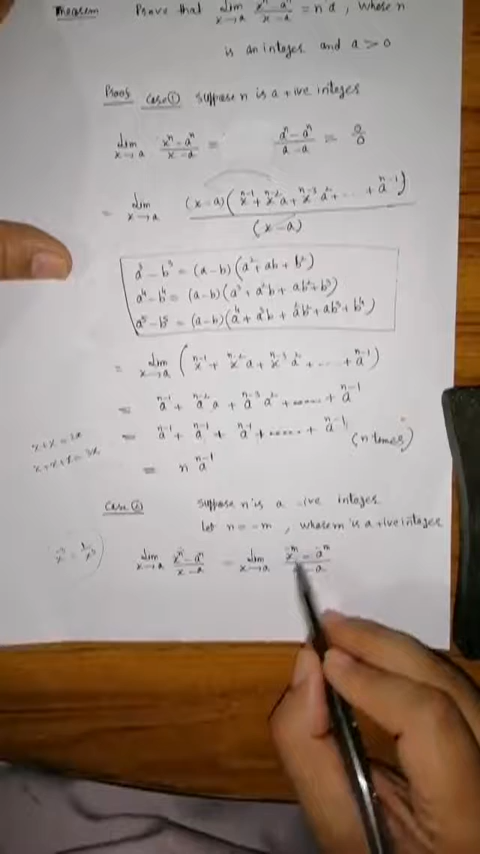 Theorem Prove that lim x→a xⁿ-aⁿ / x-a = n a , whose n
is an integer and a > 0
Proof Case ① Suppose n is a +ive integer
lim x→a xⁿ-aⁿ / x-a = aⁿ-aⁿ / a-a = 0/0
= lim x→a (x-a)(xⁿ⁻¹+xⁿ⁻²a+xⁿ⁻³a²+...+aⁿ⁻¹) / (x-a)
a³-b³ = (a-b)(a²+ab+b²)
a⁴-b⁴ = (a-b)(a³+a²b+ab²+b³)
a⁵-b⁵ = (a-b)(a⁴+a³b+a²b²+ab³+b⁴)
= lim x→a (xⁿ⁻¹+xⁿ⁻²a+xⁿ⁻³a²+.....+aⁿ⁻¹)
= aⁿ⁻¹+aⁿ⁻²a+aⁿ⁻³a²+......+aⁿ⁻¹
= aⁿ⁻¹+aⁿ⁻¹+aⁿ⁻¹+......+aⁿ⁻¹ (n times)
x+x=2x
x+x+x=3x
= n aⁿ⁻¹
Case ② Suppose n is a -ive integer
Let n = -m , whose m is a +ive integer
x⁻³ = 1/x³
lim x→a xⁿ-aⁿ / x-a = lim x→a x⁻ᵐ-a⁻ᵐ / -a